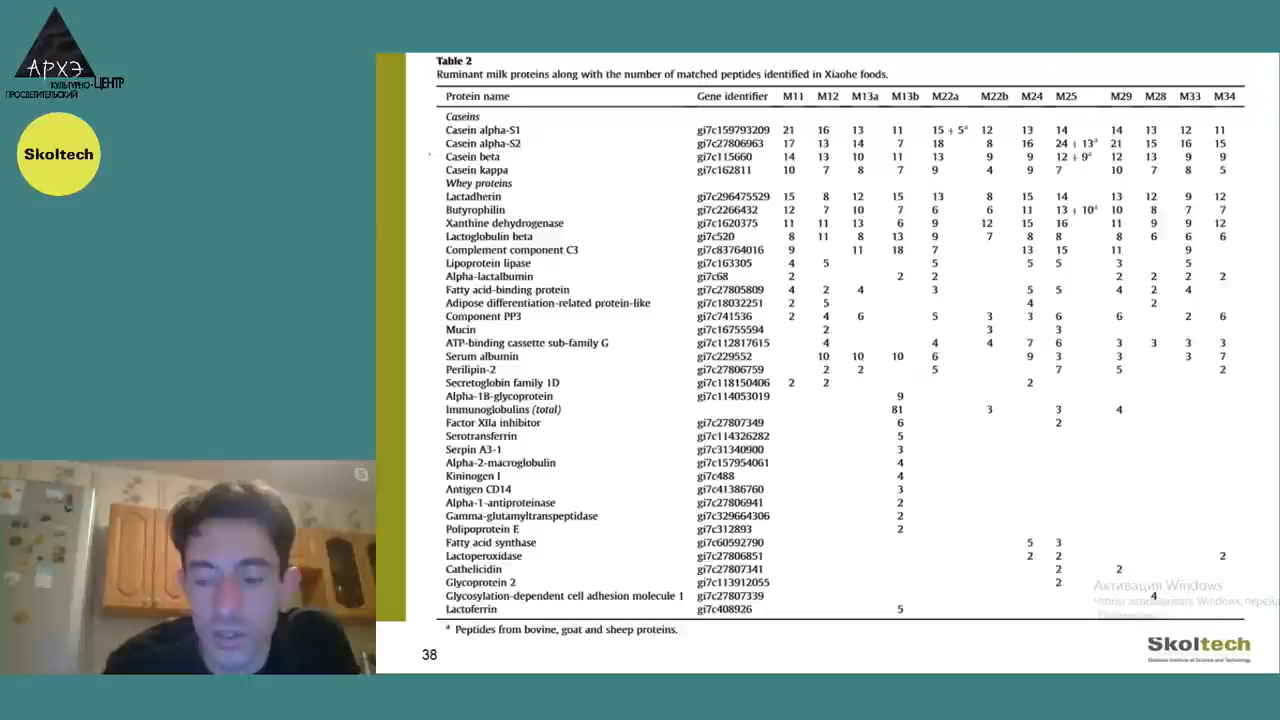 АРХЭ
КУЛЬТУРНО-ЦЕНТР
ПРОСВЕТИТЕЛЬСКИЙ
Skoltech
Table 2
Ruminant milk proteins along with the number of matched peptides identified in Xiaohe foods.
Protein name Gene identifier M11 M12 M13a M13b M22a M22b M24 M25 M29 M28 M33 M34
Caseins
Casein alpha-S1 gi7c159793209 21 16 13 11 15 + 5a 12 13 14 14 13 12 11
Casein alpha-S2 gi7c27806963 17 13 14 7 18 8 16 24 + 13a 21 15 16 15
Casein beta gi7c115660 14 13 10 11 13 9 9 12 + 9a 12 13 9 9
Casein kappa gi7c162811 10 7 8 7 9 4 9 7 10 7 8 5
Whey proteins
Lactadherin gi7c296475529 15 8 12 15 13 8 15 14 13 12 9 12
Butyrophilin gi7c2266432 12 7 10 7 6 6 11 13 + 10a 10 8 7 7
Xanthine dehydrogenase gi7c1620375 11 11 13 6 9 12 15 16 11 9 9 12
Lactoglobulin beta gi7c520 8 11 8 13 9 7 8 8 8 6 6 6
Complement component C3 gi7c83764016 9 11 18 7 13 15 11 9
Lipoprotein lipase gi7c163305 4 5 5 5 5 3 5
Alpha-lactalbumin gi7c68 2 2 2 2 2 2 2
Fatty acid-binding protein gi7c27805809 4 2 4 3 5 5 4 2 4
Adipose differentiation-related protein-like gi7c18032251 2 5 4 2
Component PP3 gi7c741536 2 4 6 5 3 3 6 6 2 6
Mucin gi7c16755594 2 3 3
ATP-binding cassette sub-family G gi7c112817615 4 4 4 7 6 3 3 3 3
Serum albumin gi7c229552 10 10 10 6 9 3 3 3 7
Perilipin-2 gi7c27806759 2 2 5 7 5 2
Secretoglobin family 1D gi7c118150406 2 2 2
Alpha-1B-glycoprotein gi7c114053019 9
Immunoglobulins (total) 81 3 3 4
Factor XIIa inhibitor gi7c27807349 6 2
Serotransferrin gi7c114326282 5
Serpin A3-1 gi7c31340900 3
Alpha-2-macroglobulin gi7c157954061 4
Kininogen I gi7c488 4
Antigen CD14 gi7c41386760 3
Alpha-1-antiproteinase gi7c27806941 2
Gamma-glutamyltranspeptidase gi7c329664306 2
Polipoprotein E gi7c312893 2
Fatty acid synthase gi7c60592790 5 3
Lactoperoxidase gi7c27806851 2 2 2
Cathelicidin gi7c27807341 2 2
Glycoprotein 2 gi7c113912055 2
Glycosylation-dependent cell adhesion molecule 1 gi7c27807339 4
Lactoferrin gi7c408926 5
a Peptides from bovine, goat and sheep proteins.
Активация Windows
Чтобы активировать Windows, перейд
38
Skoltech
Skolkovo Institute of Science and Technology